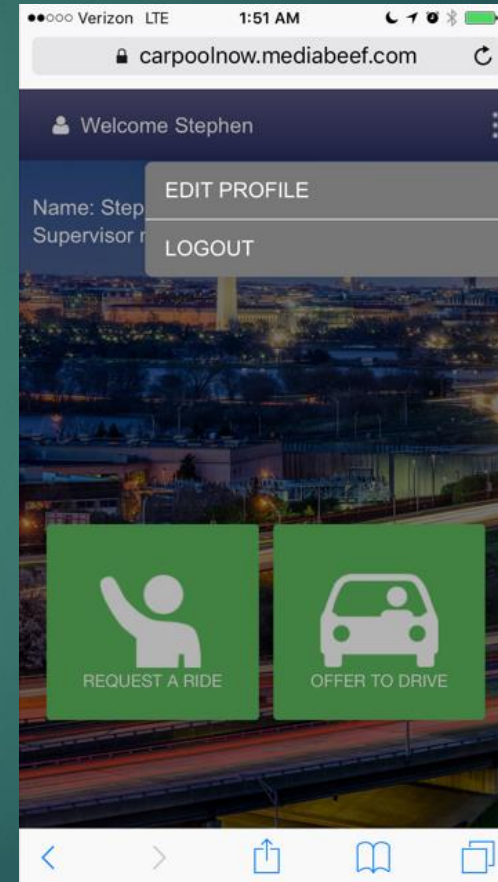 Verizon LTE 1:51 AM
carpoolnow.mediabeef.com
Welcome Stephen
EDIT PROFILE
Name: Step
Supervisor
LOGOUT
REQUEST A RIDE
OFFER TO DRIVE